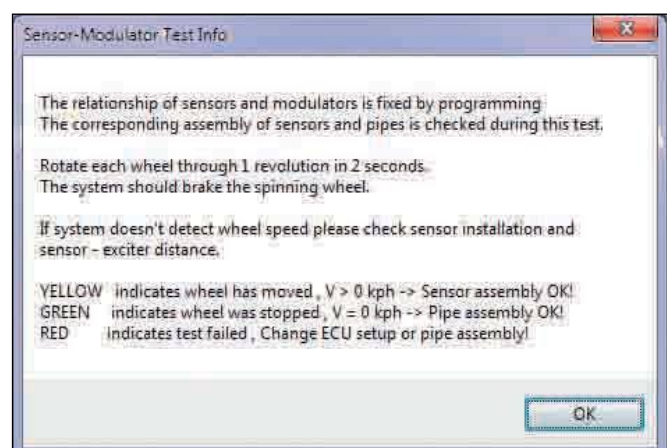 Sensor-Modulator Test Info
The relationship of sensors and modulators is fixed by programming
The corresponding assembly of sensors and pipes is checked during this test.
Rotate each wheel through 1 revolution in 2 seconds.
The system should brake the spinning wheel.
If system doesn't detect wheel speed please check sensor installation and
sensor - exciter distance.
YELLOW indicates wheel has moved , V > 0 kph -> Sensor assembly OK!
GREEN indicates wheel was stopped , V = 0 kph -> Pipe assembly OK!
RED indicates test failed , Change ECU setup or pipe assembly!
OK